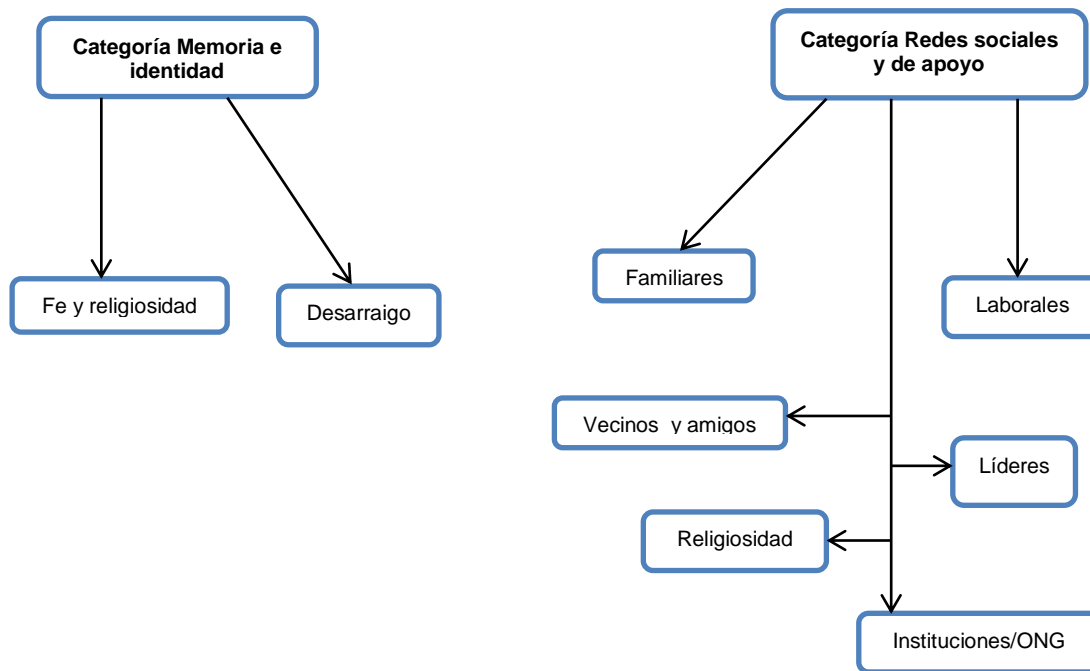 Categoría Memoria e
identidad
Fe y religiosidad
Desarraigo
Categoría Redes sociales
y de apoyo
Familiares
Laborales
Vecinos  y amigos
Líderes
Religiosidad
Instituciones/ONG